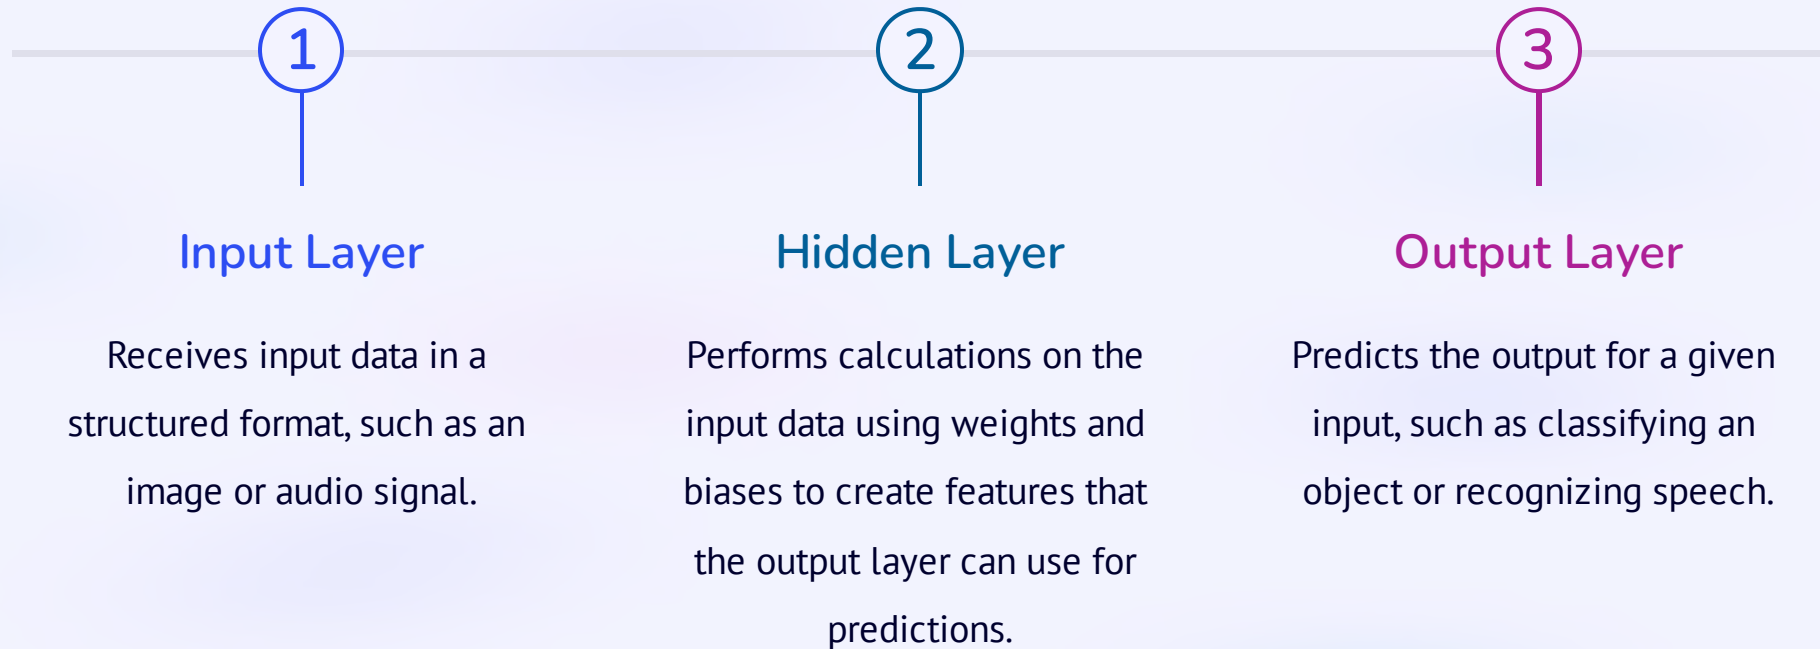 1
Input Layer
Receives input data in a
structured format, such as an
image or audio signal.
2
Hidden Layer
Performs calculations on the
input data using weights and
biases to create features that
the output layer can use for
predictions.
3
Output Layer
Predicts the output for a given
input, such as classifying an
object or recognizing speech.